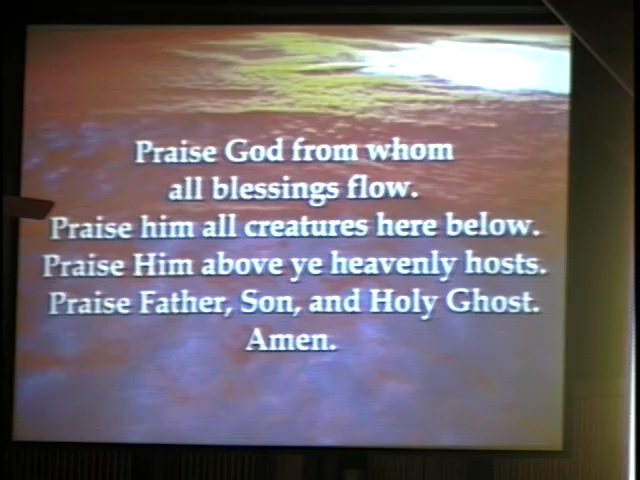 Praise God from whom
all blessings flow.
Praise him all creatures here below.
Praise Him above ye heavenly hosts.
Praise Father, Son, and Holy Ghost.
Amen.